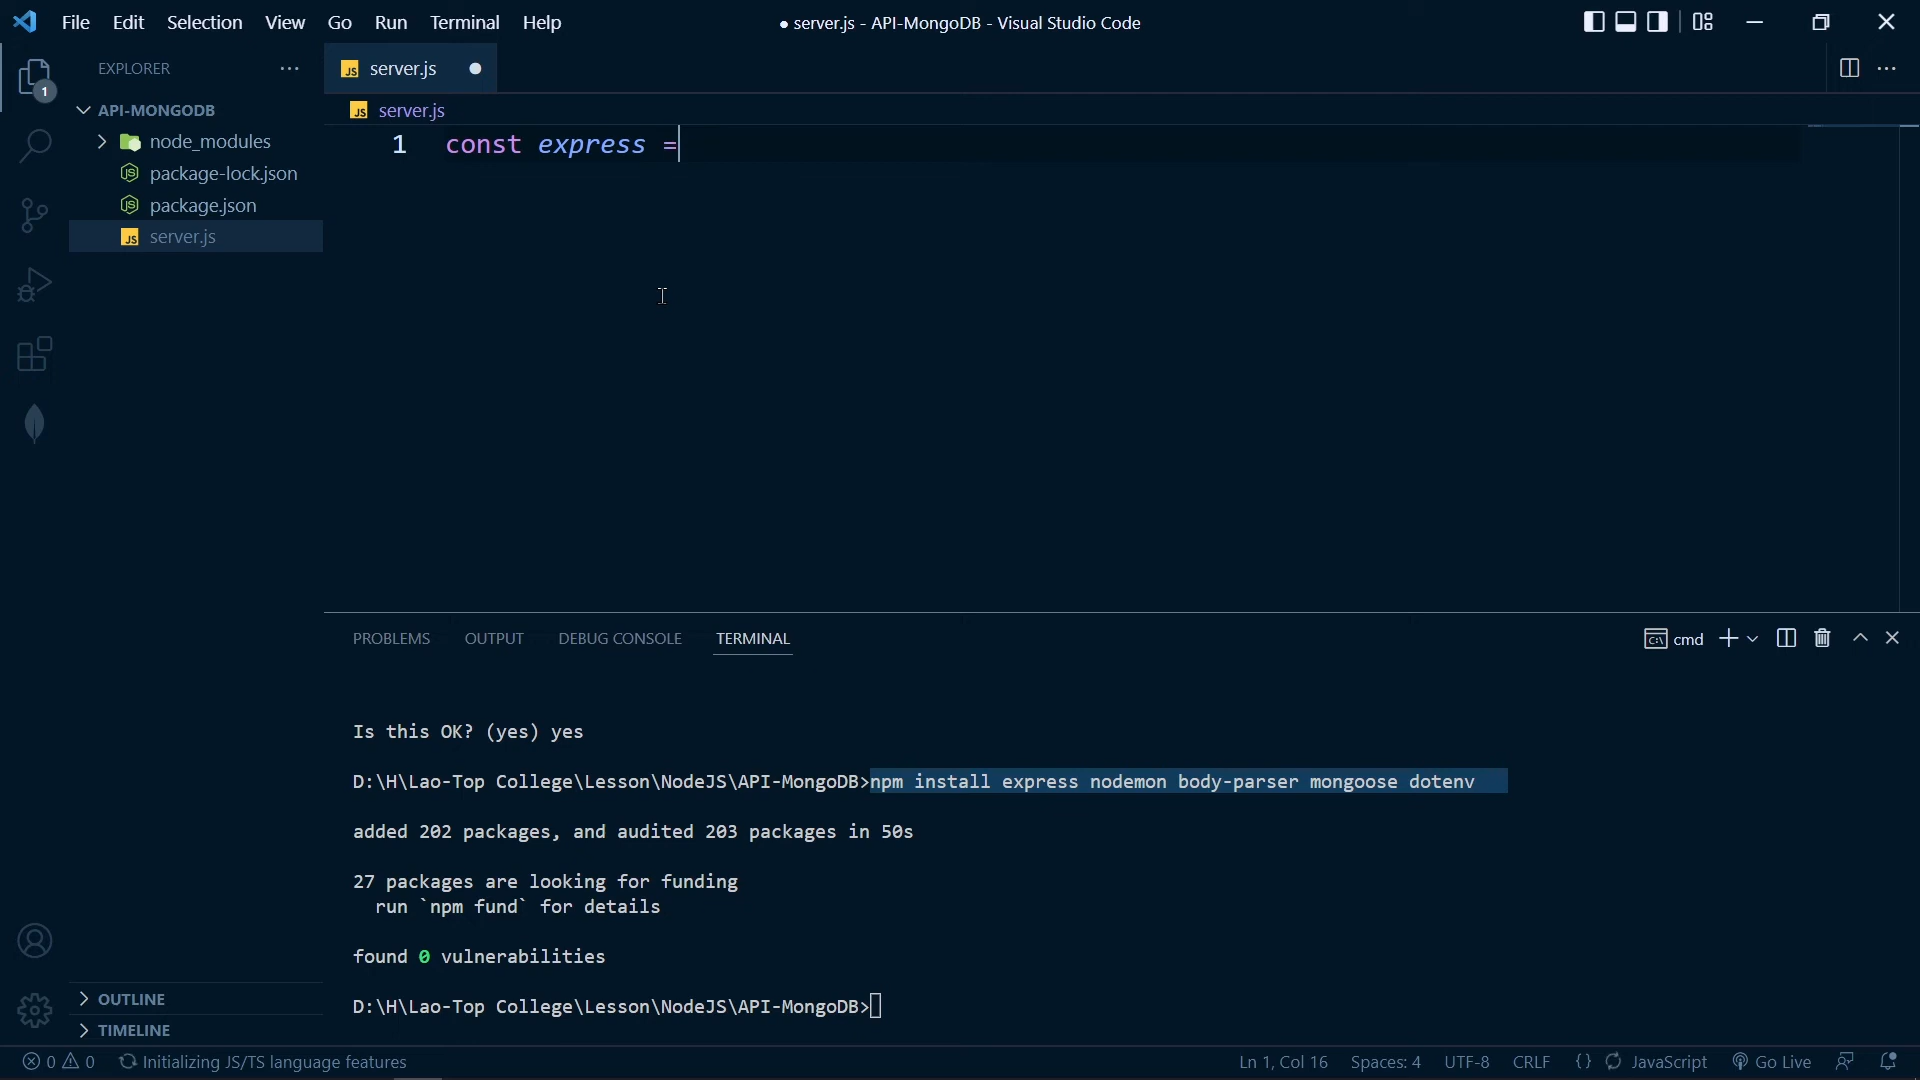 File Edit Selection View Go Run Terminal Help
● server.js - API-MongoDB - Visual Studio Code
EXPLORER
1
API-MONGODB
node_modules
package-lock.json
package.json
JS server.js
JS server.js
JS server.js
1 const express =
PROBLEMS OUTPUT DEBUG CONSOLE TERMINAL
cmd
Is this OK? (yes) yes
D:\H\Lao-Top College\Lesson\NodeJS\API-MongoDB>npm install express nodemon body-parser mongoose dotenv
added 202 packages, and audited 203 packages in 50s
27 packages are looking for funding
run `npm fund` for details
found 0 vulnerabilities
D:\H\Lao-Top College\Lesson\NodeJS\API-MongoDB>
OUTLINE
TIMELINE
0 0 Initializing JS/TS language features Ln 1, Col 16 Spaces: 4 UTF-8 CRLF {} JavaScript Go Live